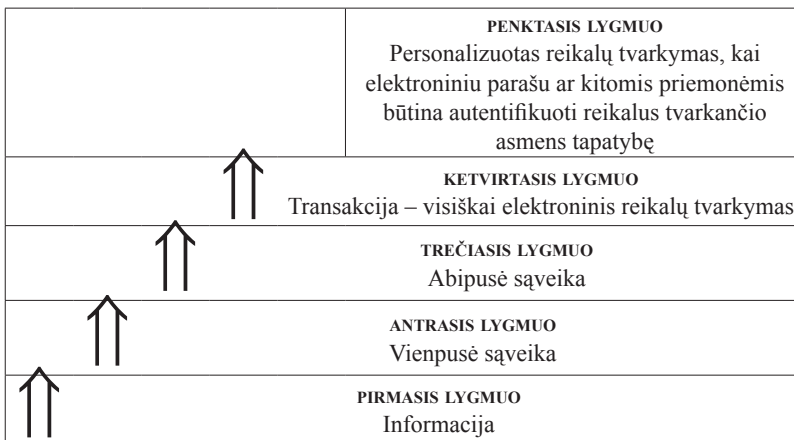 PENKTASIS LYGMUO
Personalizuotas reikalų tvarkymas, kai
elektroniniu parašu ar kitomis priemonėmis
būtina autentifikuoti reikalus tvarkančio
asmens tapatybę
KETVIRTASIS LYGMUO
Transakcija – visiškai elektroninis reikalų tvarkymas
TREČIASIS LYGMUO
Abipusė sąveika
ANTRASIS LYGMUO
Vienpusė sąveika
PIRMASIS LYGMUO
Informacija